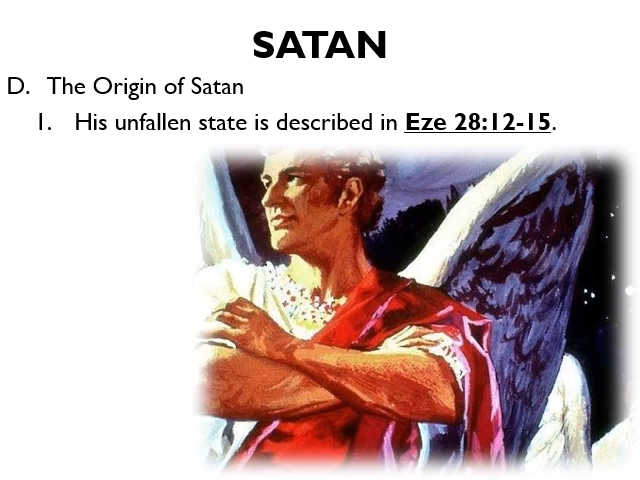 SATAN
D. The Origin of Satan
1. His unfallen state is described in Eze 28:12-15.